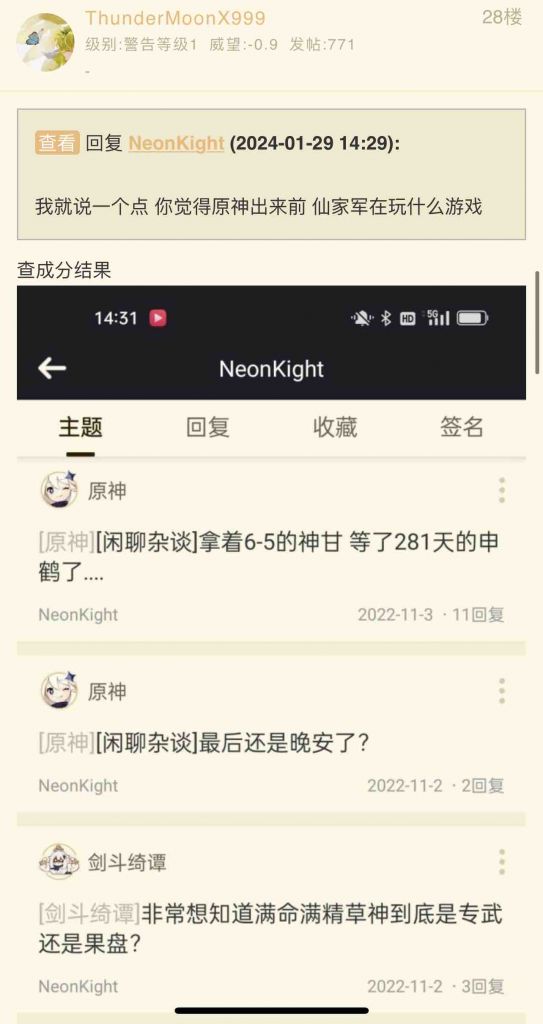 ThunderMoonX999
28楼
级别:警告等级1 威望:-0.9 发帖:771
-
查看 回复 NeonKight (2024-01-29 14:29):
我就说一个点 你觉得原神出来前 仙家军在玩什么游戏
查成分结果
14:31
HD 5G
NeonKight
主题 回复 收藏 签名
原神
[原神][闲聊杂谈]拿着6-5的神甘 等了281天的申
鹤了....
NeonKight
2022-11-3 · 11回复
原神
[原神][闲聊杂谈]最后还是晚安了?
NeonKight
2022-11-2 · 2回复
剑斗绮谭
[剑斗绮谭]非常想知道满命满精草神到底是专武
还是果盘?
NeonKight
2022-11-2 · 3回复